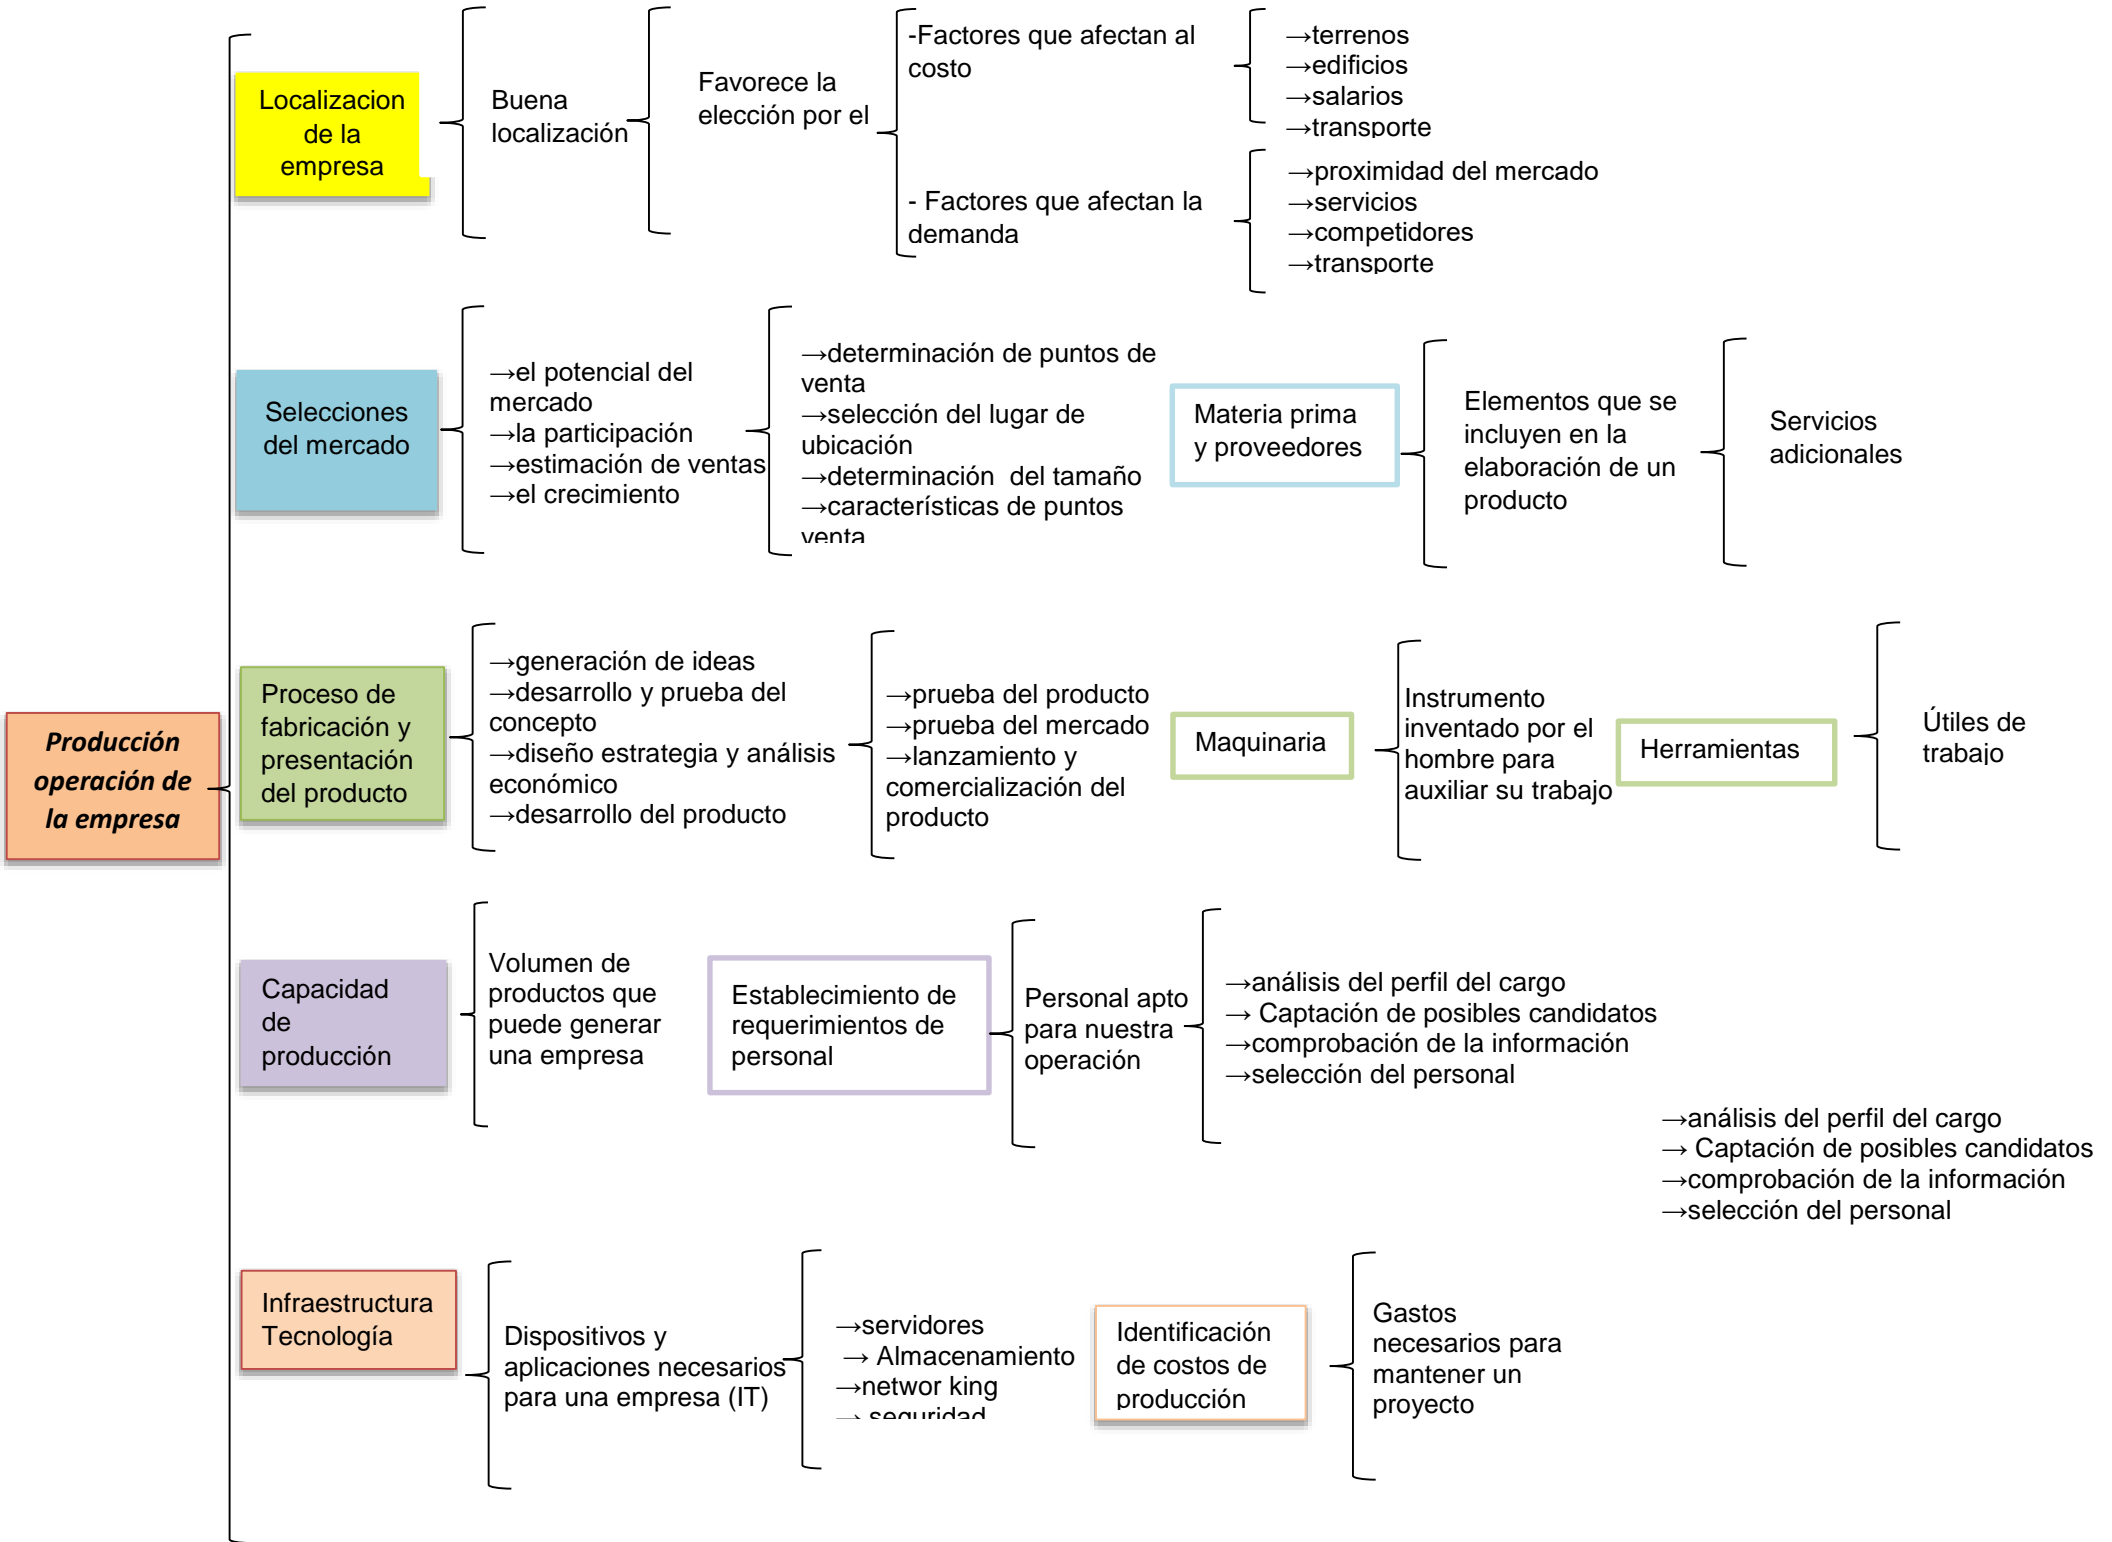 Producción
operación de
la empresa
Localizacion
de la
empresa
Buena
localización
Favorece la
elección por el
-Factores que afectan al
costo
→terrenos
→edificios
→salarios
→transporte
- Factores que afectan la
demanda
→proximidad del mercado
→servicios
→competidores
→transporte
Selecciones
del mercado
→el potencial del
mercado
→la participación
→estimación de ventas
→el crecimiento
→determinación de puntos de
venta
→selección del lugar de
ubicación
→determinación  del tamaño
→características de puntos
venta
Materia prima
y proveedores
Elementos que se
incluyen en la
elaboración de un
producto
Servicios
adicionales
Proceso de
fabricación y
presentación
del producto
→generación de ideas
→desarrollo y prueba del
concepto
→diseño estrategia y análisis
económico
→desarrollo del producto
→prueba del producto
→prueba del mercado
→lanzamiento y
comercialización del
producto
Maquinaria
Instrumento
inventado por el
hombre para
auxiliar su trabajo
Herramientas
Útiles de
trabajo
Capacidad
de
producción
Volumen de
productos que
puede generar
una empresa
Establecimiento de
requerimientos de
personal
Personal apto
para nuestra
operación
→análisis del perfil del cargo
→ Captación de posibles candidatos
→comprobación de la información
→selección del personal
→análisis del perfil del cargo
→ Captación de posibles candidatos
→comprobación de la información
→selección del personal
Infraestructura
Tecnología
Dispositivos y
aplicaciones necesarios
para una empresa (IT)
→servidores
→ Almacenamiento
→networ king
→ seguridad
Identificación
de costos de
producción
Gastos
necesarios para
mantener un
proyecto